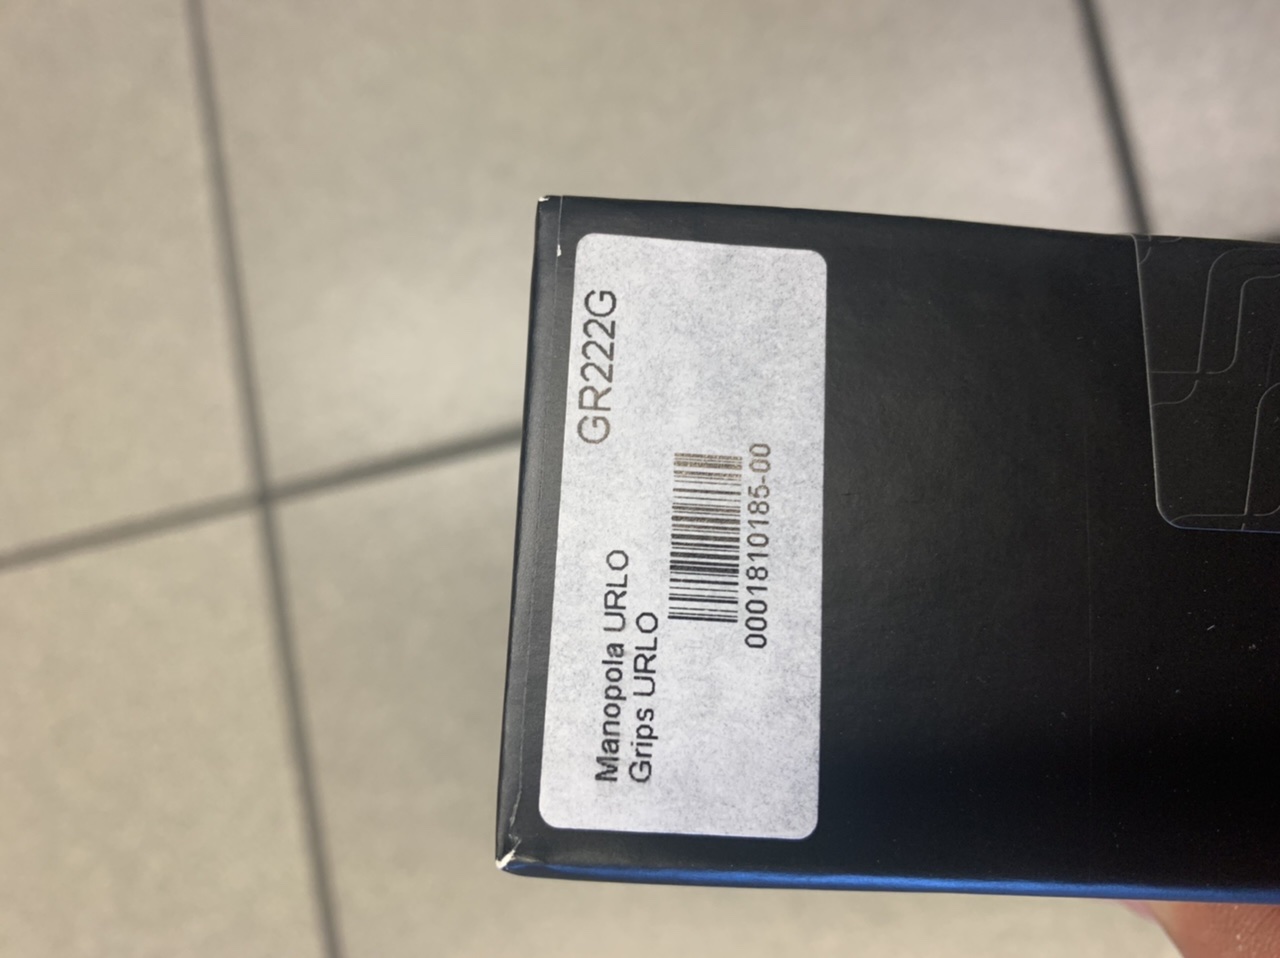 GR222G
Manopola URLO
Grips URLO
0001810185-00